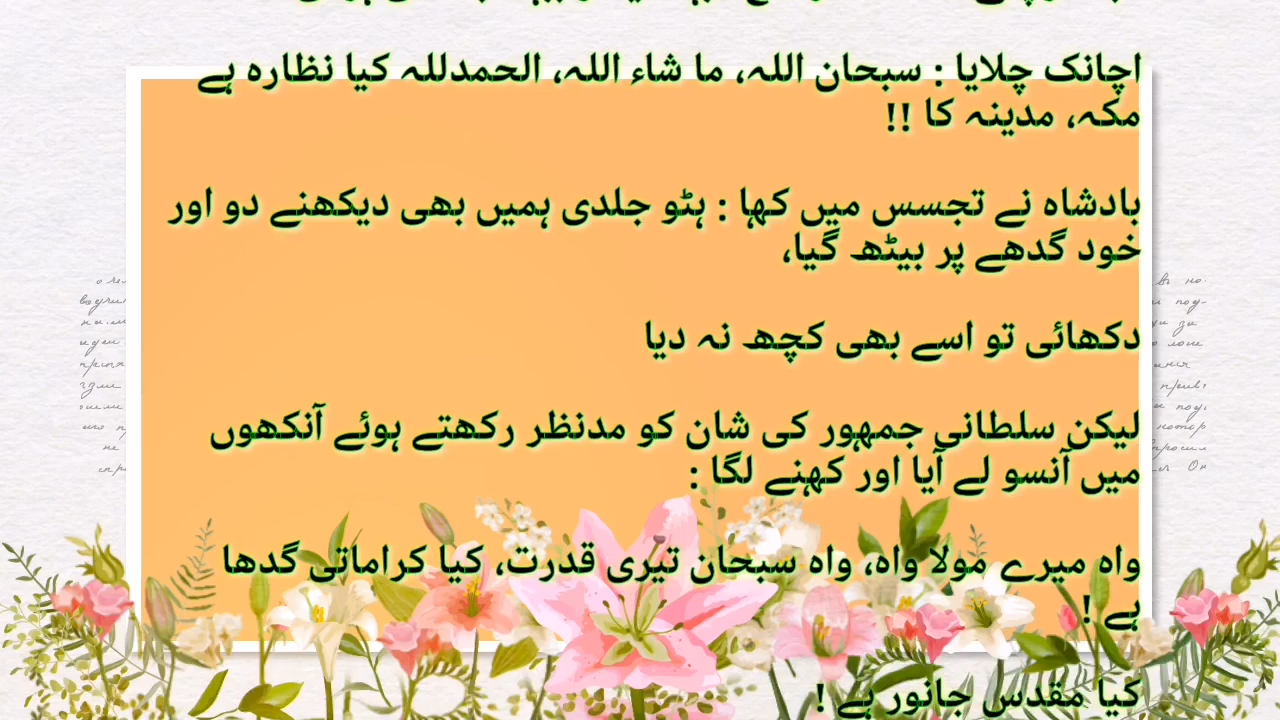 اچانک چلایا : سبحان اللہ، ما شاء اللہ، الحمدللہ کیا نظارہ ہے
مکہ، مدینہ کا !!
بادشاہ نے تجسس میں کہا : ہٹو جلدی ہمیں بھی دیکھنے دو اور
خود گدھے پر بیٹھ گیا،
دکھائی تو اسے بھی کچھ نہ دیا
لیکن سلطانی جمہور کی شان کو مدنظر رکھتے ہوئے آنکھوں
میں آنسو لے آیا اور کھنے لگا :
واہ میرے مولا واہ، واہ سبحان تیری قدرت، کیا کراماتی گدھا
ہے !
کیا مقدس جانور ہے !